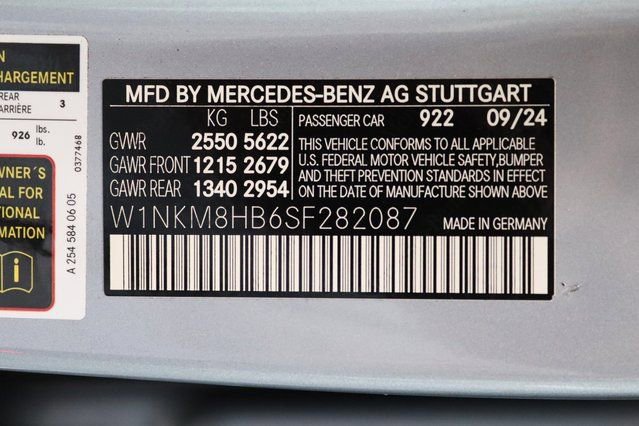 MFD BY MERCEDES-BENZ AG STUTTGART
KG LBS
GVWR 2550 5622
GAWR FRONT 1215 2679
GAWR REAR 1340 2954
PASSENGER CAR 922 09/24
THIS VEHICLE CONFORMS TO ALL APPLICABLE
U.S. FEDERAL MOTOR VEHICLE SAFETY,BUMPER
AND THEFT PREVENTION STANDARDS IN EFFECT
ON THE DATE OF MANUFACTURE SHOWN ABOVE
W1NKM8HB6SF282087 MADE IN GERMANY
N
HARGEMENT
REAR
ARRIÈRE 3
926 lbs.
lb.
0377468
WNER´S
AL FOR
TIONAL
MATION
i
A 254 584 06 05